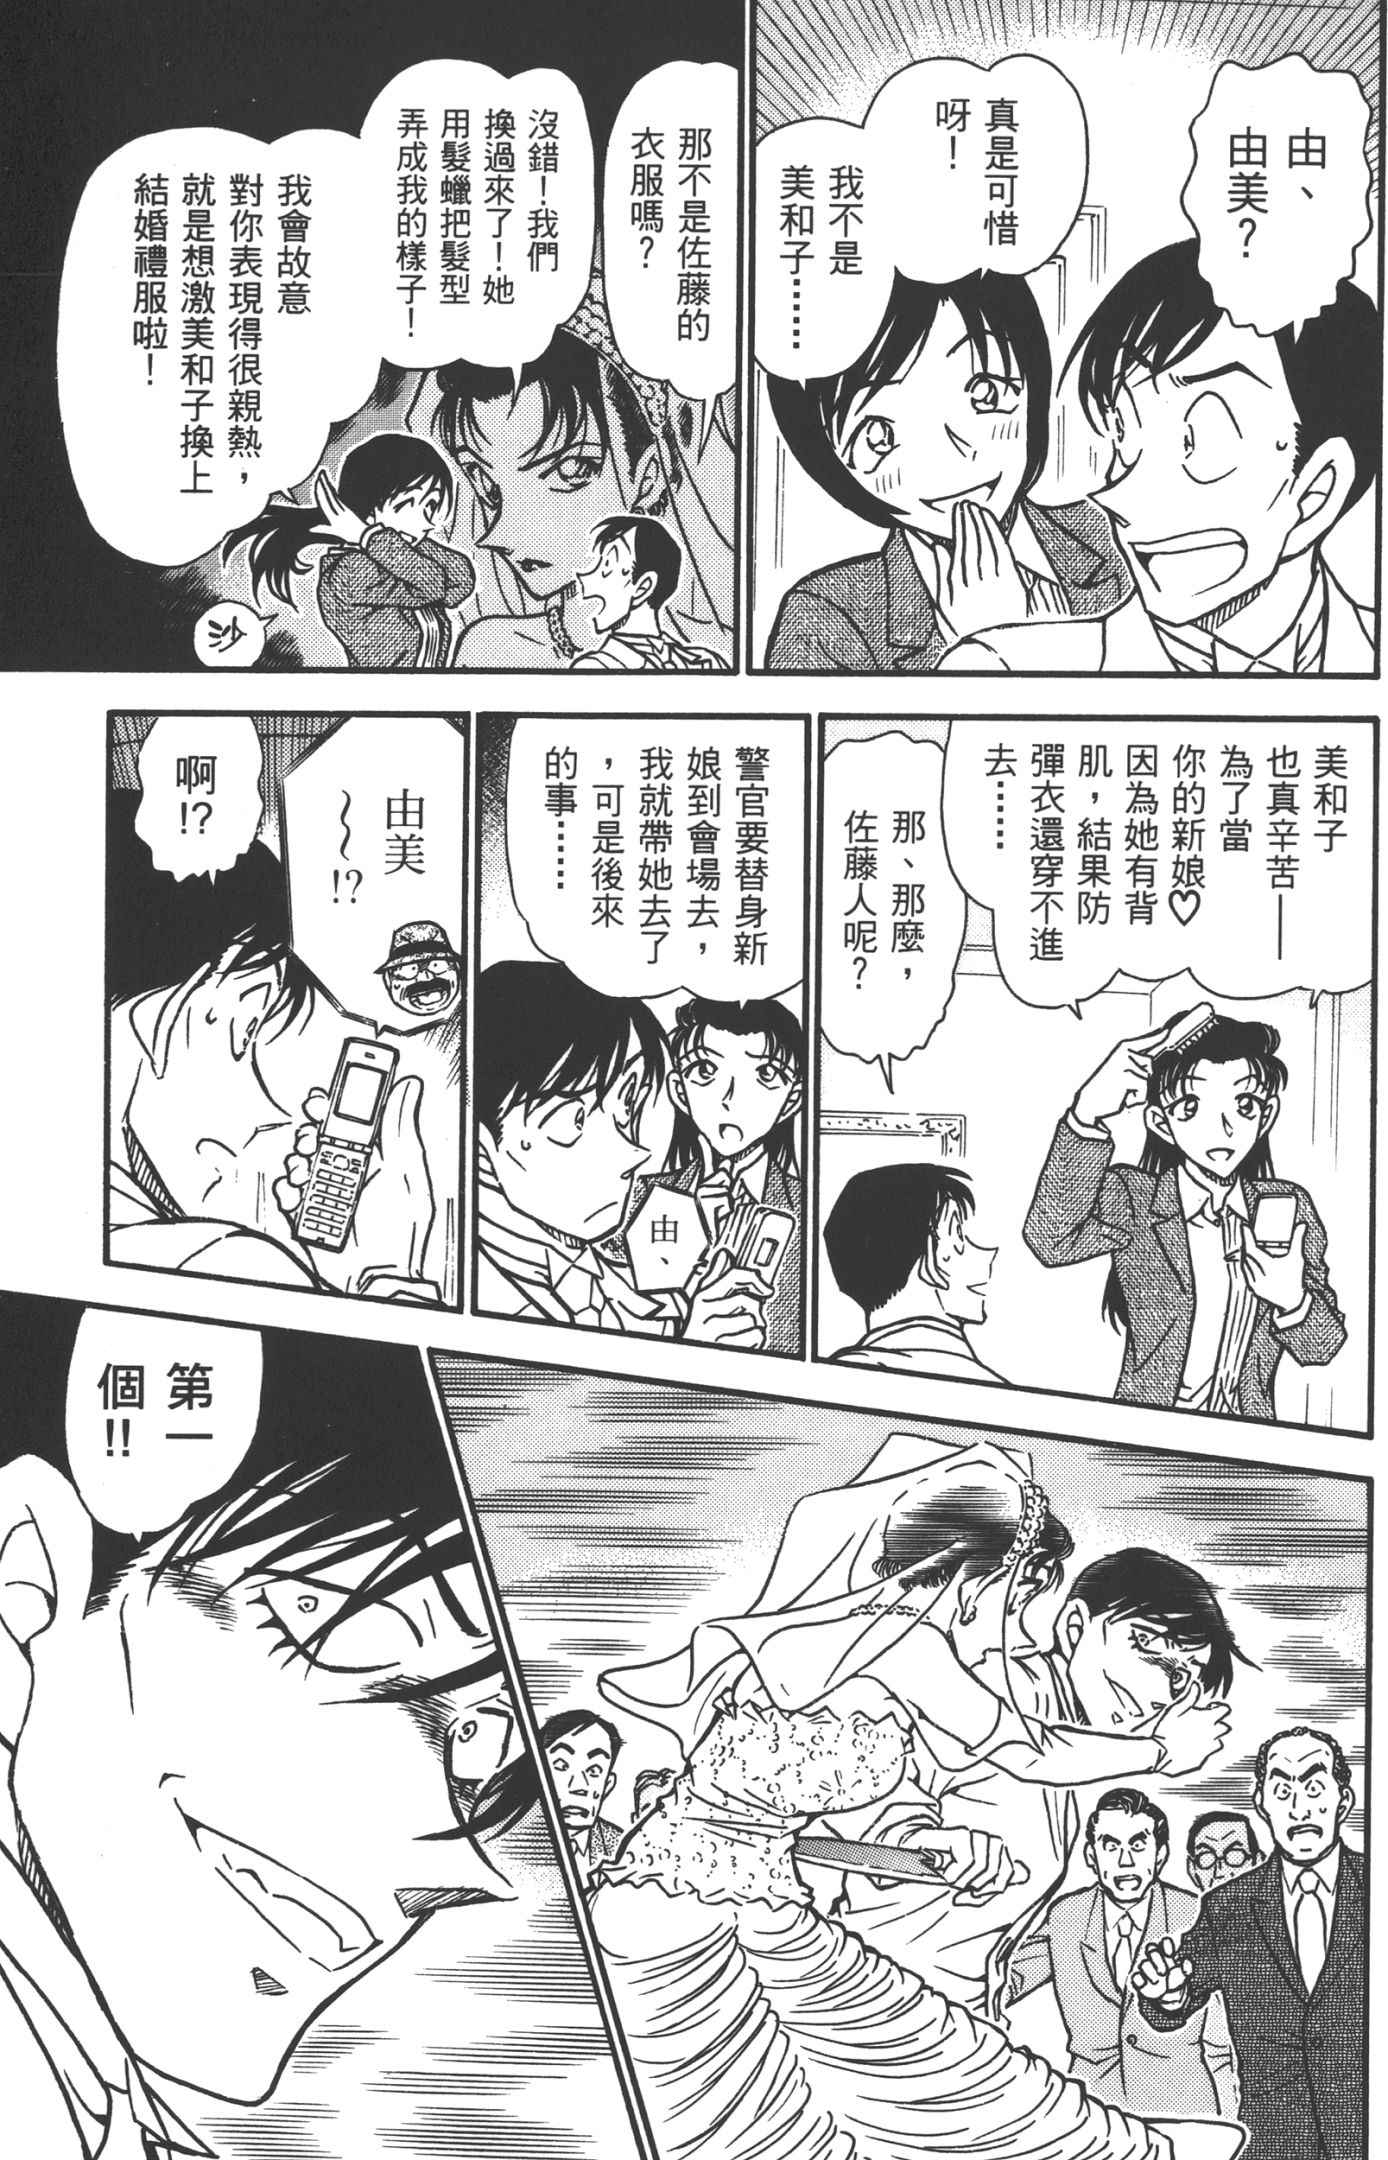 由、
由美？
真是可惜
呀！
我不是
美和子……
那不是佐藤的
衣服嗎？
沒錯！我們
換過來了！她
用髮蠟把髮型
弄成我的樣子！
我會故意
對你表現得很親熱，
就是想激美和子換上
結婚禮服啦！
沙
美和子
也真辛苦——
為了當
你的新娘♥
因為她有背
肌，結果防
彈衣還穿不進
去……
那、那麼，
佐藤人呢？
警官要替身新
娘到會場去，
我就帶她去了
，可是後來
的事……
由、
由美
～～!?
啊!?
第一
個!!